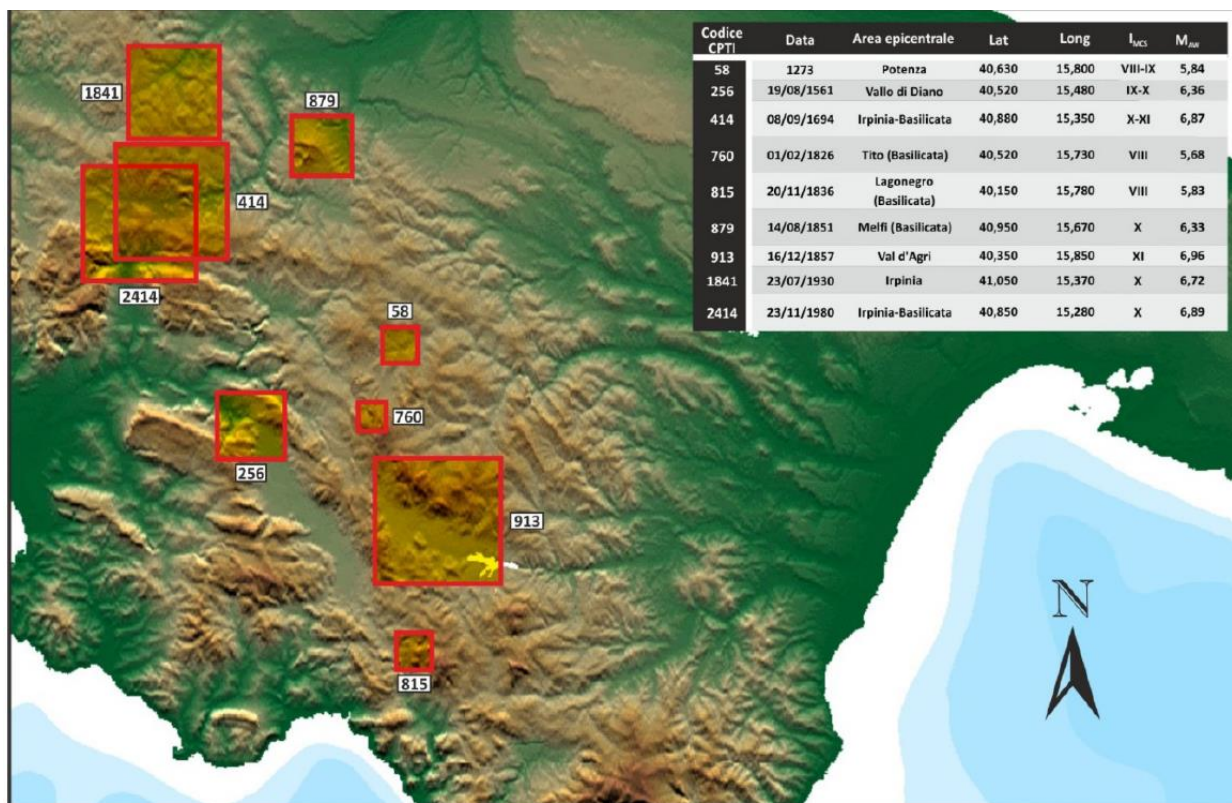 Codice CPTI Data Area epicentrale Lat Long I_MCS M_AW
58 1273 Potenza 40,630 15,800 VIII-IX 5,84
256 19/08/1561 Vallo di Diano 40,520 15,480 IX-X 6,36
414 08/09/1694 Irpinia-Basilicata 40,880 15,350 X-XI 6,87
760 01/02/1826 Tito (Basilicata) 40,520 15,730 VIII 5,68
815 20/11/1836 Lagonegro (Basilicata) 40,150 15,780 VIII 5,83
879 14/08/1851 Melfi (Basilicata) 40,950 15,670 X 6,33
913 16/12/1857 Val d'Agri 40,350 15,850 XI 6,96
1841 23/07/1930 Irpinia 41,050 15,370 X 6,72
2414 23/11/1980 Irpinia-Basilicata 40,850 15,280 X 6,89
1841
879
414
2414
58
760
256
913
815
N